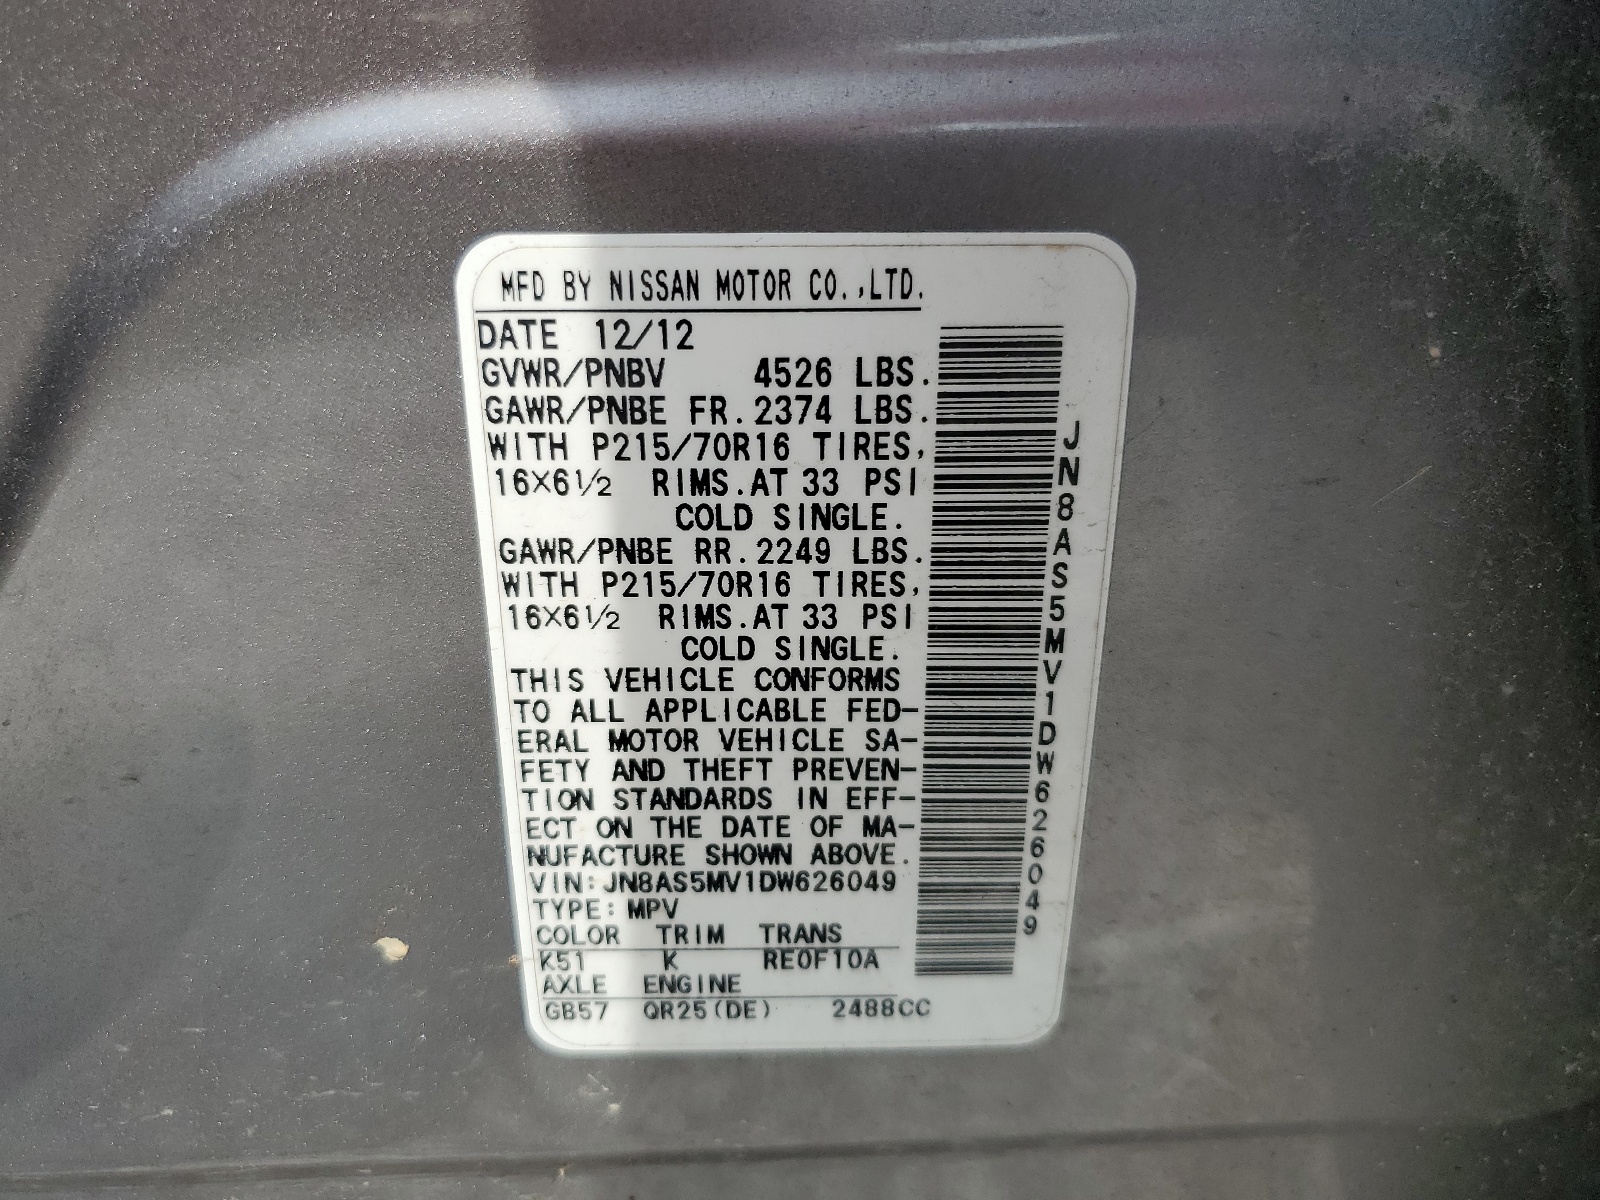 MFD BY NISSAN MOTOR CO.,LTD.
DATE 12/12
GVWR/PNBV 4526 LBS.
GAWR/PNBE FR.2374 LBS.
WITH P215/70R16 TIRES,
16X6½ RIMS.AT 33 PSI
COLD SINGLE.
GAWR/PNBE RR.2249 LBS.
WITH P215/70R16 TIRES,
16X6½ RIMS.AT 33 PSI
COLD SINGLE.
THIS VEHICLE CONFORMS
TO ALL APPLICABLE FED-
ERAL MOTOR VEHICLE SA-
FETY AND THEFT PREVEN-
TION STANDARDS IN EFF-
ECT ON THE DATE OF MA-
NUFACTURE SHOWN ABOVE.
VIN:JN8AS5MV1DW626049
TYPE:MPV
COLOR TRIM TRANS
K51 K RE0F10A
AXLE ENGINE
GB57 QR25(DE) 2488CC
JN8AS5MV1DW626049